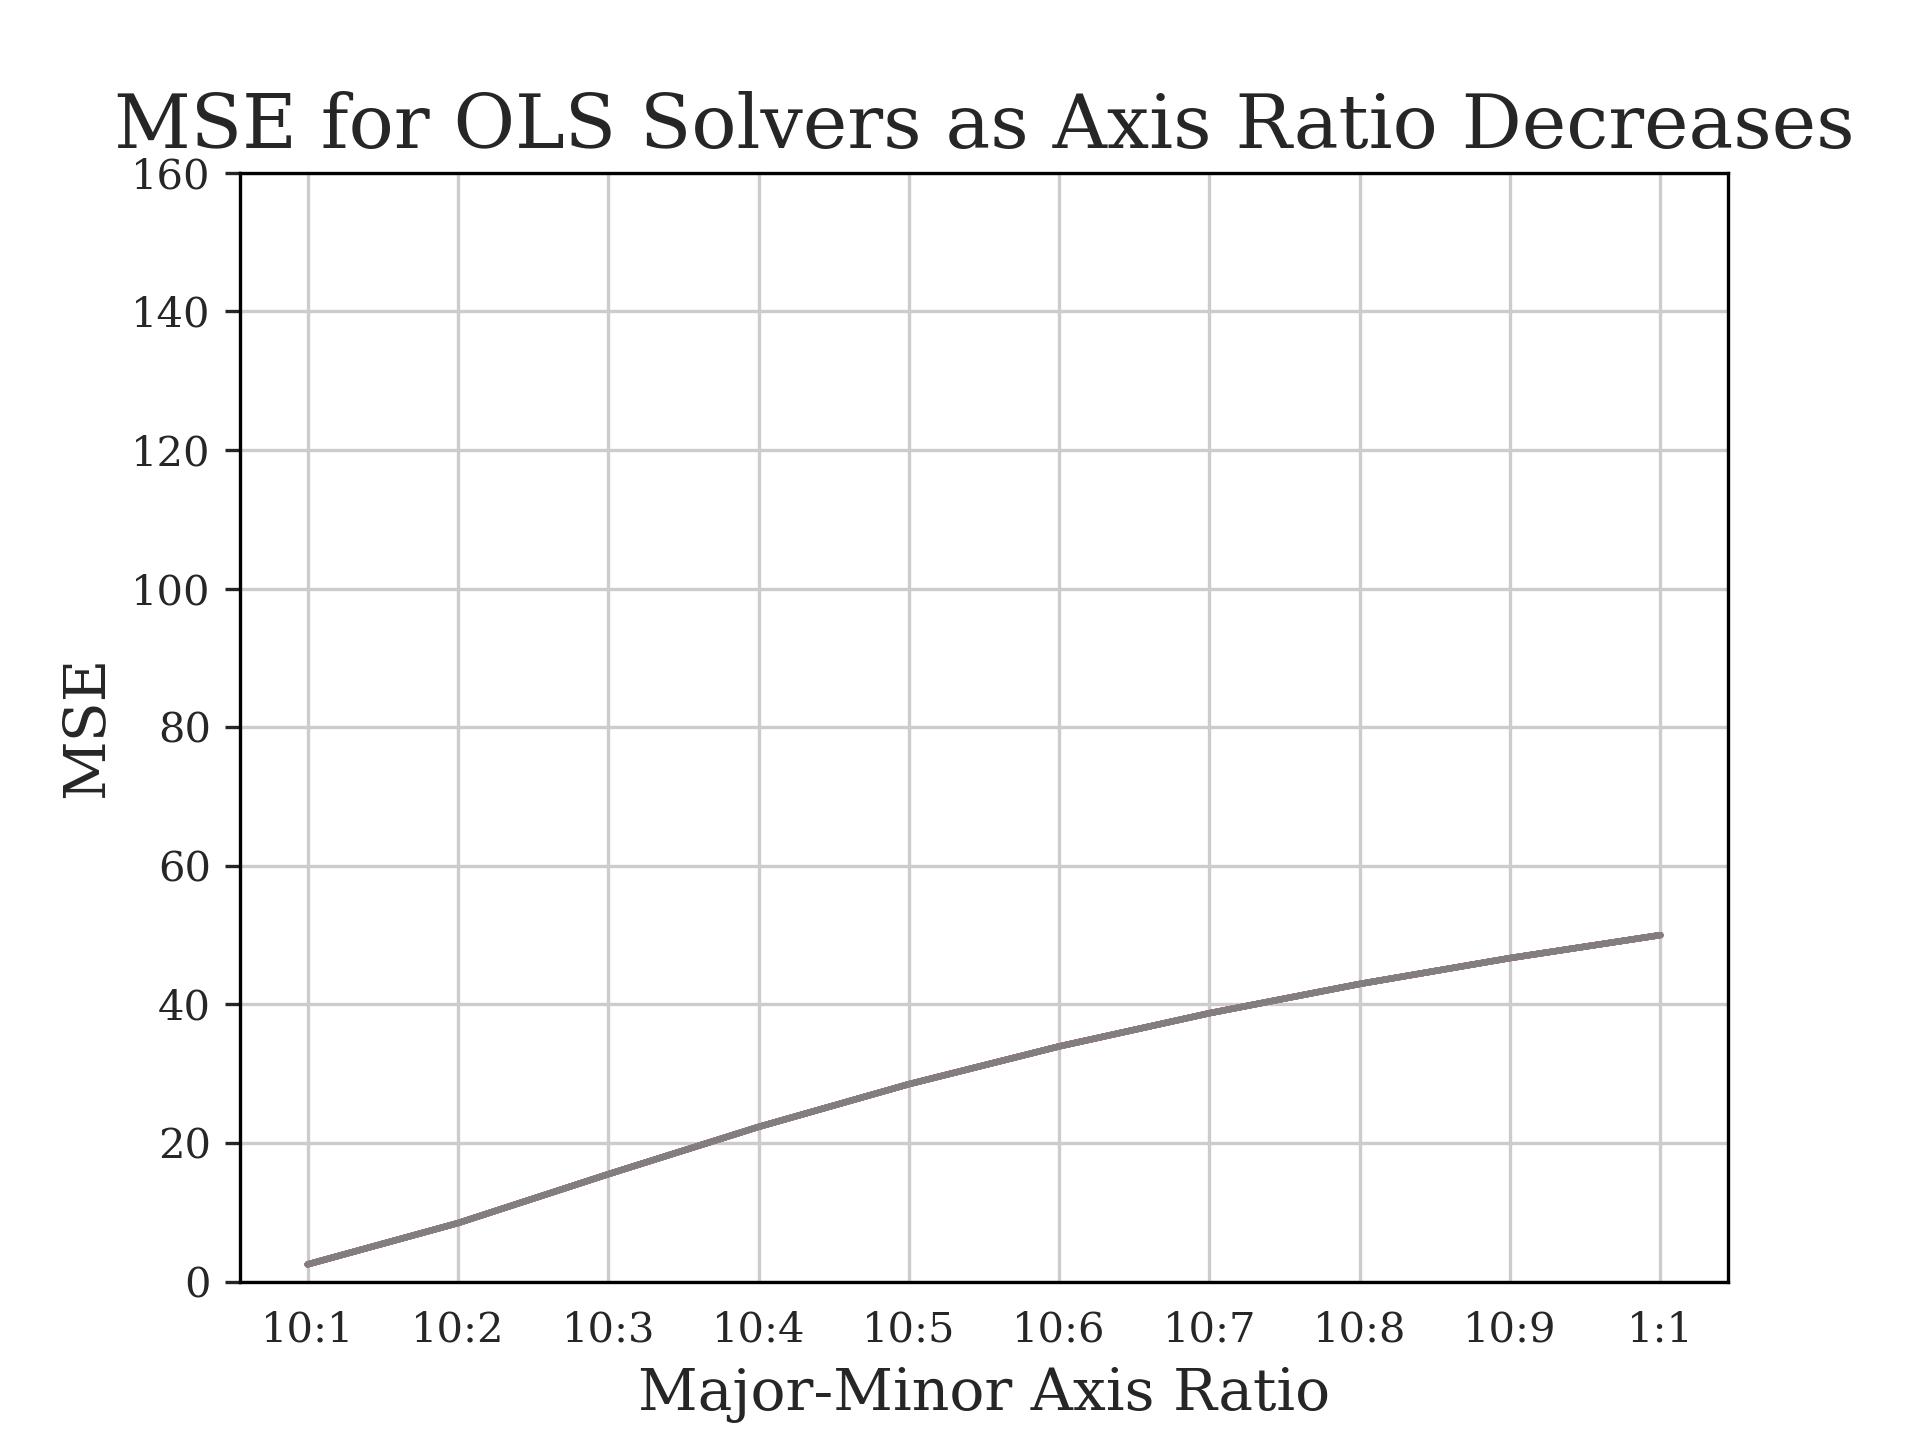 MSE for OLS Solvers as Axis Ratio Decreases
160
140
120
100
80
60
40
20
0
MSE
10:1 10:2 10:3 10:4 10:5 10:6 10:7 10:8 10:9 1:1
Major-Minor Axis Ratio